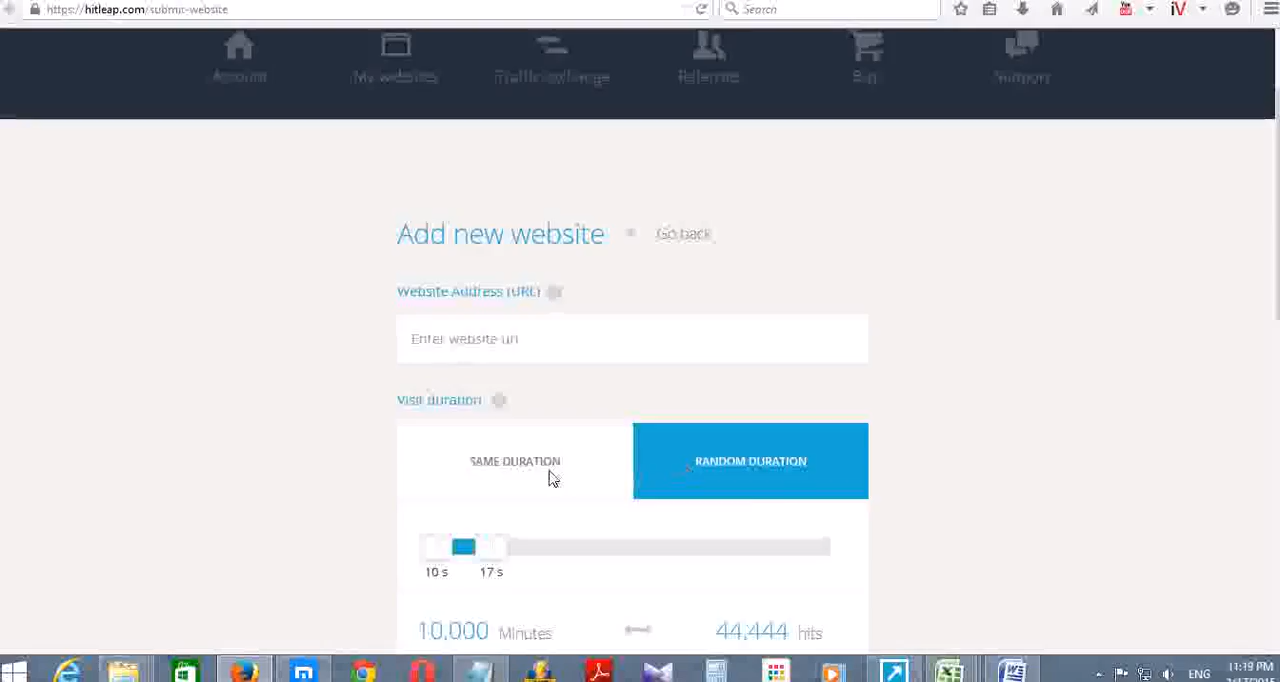 https://hitleap.com/submit-website
Search
Account
My websites
Traffic exchange
Referrals
Buy
Support
Add new website
Go back
Website Address (URL)
Enter website url
Visit duration
SAME DURATION
RANDOM DURATION
10 s
17 s
10,000 Minutes
44,444 hits
ENG
11:19 PM